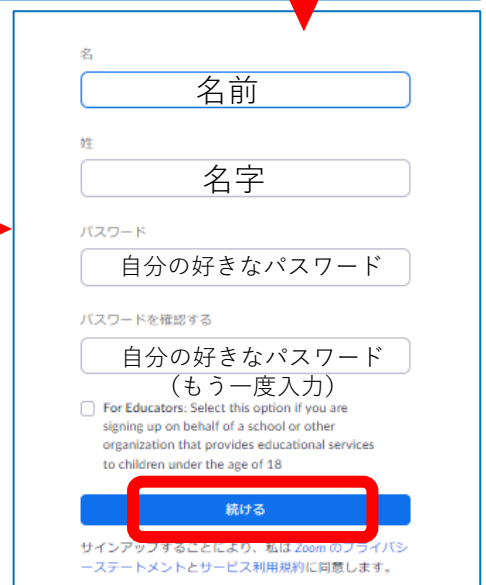 名
名前
姓
名字
パスワード
自分の好きなパスワード
パスワードを確認する
自分の好きなパスワード
(もう一度入力)
For Educators: Select this option if you are
signing up on behalf of a school or other
organization that provides educational services
to children under the age of 18
続ける
サインアップすることにより、私は Zoom のプライバシ
ーステートメントとサービス利用規約に同意します。